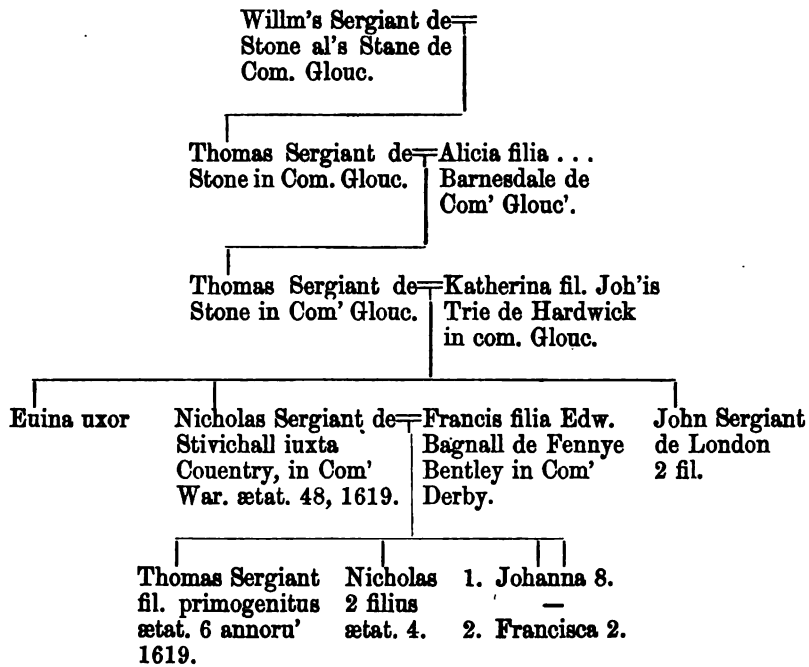 Willm's Sergiant de
Stone al's Stane de
Com. Glouc.
Thomas Sergiant de
Stone in Com. Glouc.
Alicia filia . . .
Barnesdale de
Com' Glouc'.
Thomas Sergiant de
Stone in Com' Glouc.
Katherina fil. Joh'is
Trie de Hardwick
in com. Glouc.
Euina uxor
Nicholas Sergiant de
Stivichall iuxta
Couentry, in Com'
War. ætat. 48, 1619.
Francis filia Edw.
Bagnall de Fennye
Bentley in Com'
Derby.
John Sergiant
de London
2 fil.
Thomas Sergiant
fil. primogenitus
ætat. 6 annoru'
1619.
Nicholas
2 filius
ætat. 4.
1. Johanna 8.
—
2. Francisca 2.